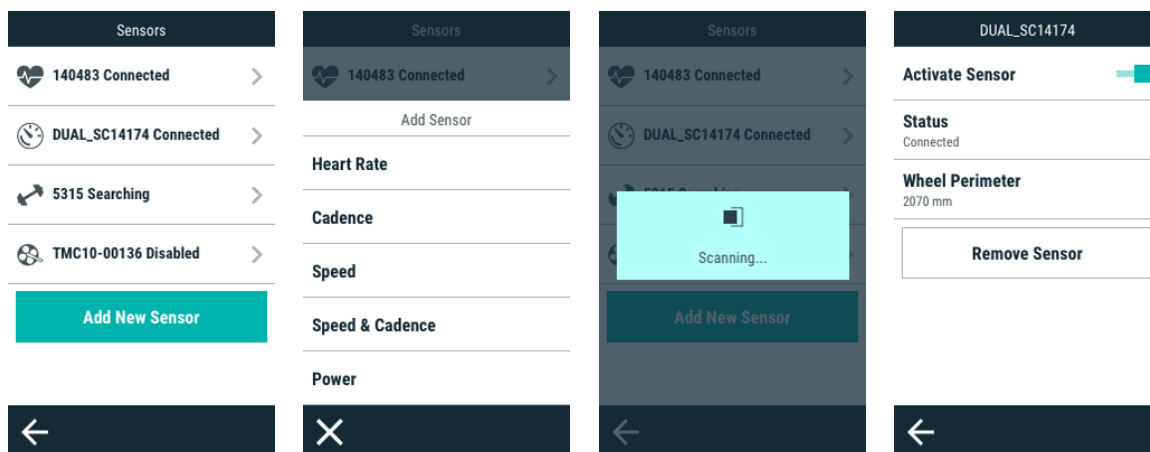 Sensors
140483 Connected
DUAL_SC14174 Connected
5315 Searching
TMC10-00136 Disabled
Add New Sensor
Sensors
140483 Connected
Add Sensor
Heart Rate
Cadence
Speed
Speed & Cadence
Power
Sensors
140483 Connected
DUAL_SC14174 Connected
Scanning...
Add New Sensor
DUAL_SC14174
Activate Sensor
Status
Connected
Wheel Perimeter
2070 mm
Remove Sensor